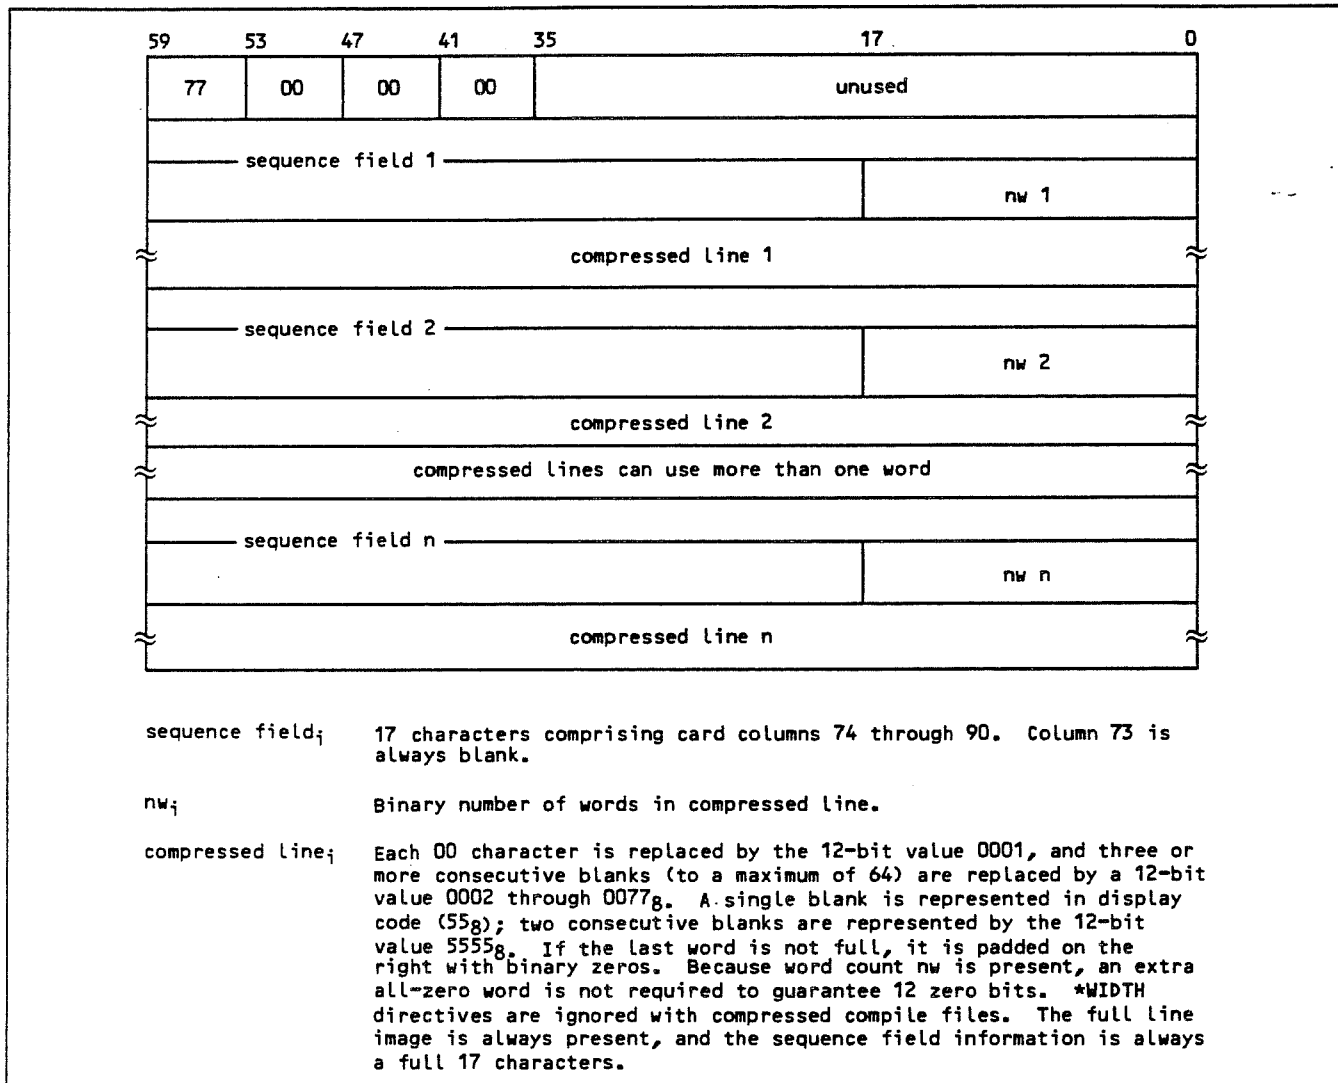 59 53 47 41 35 17 0
77 00 00 00 unused
sequence field 1
nw 1
compressed line 1
sequence field 2
nw 2
compressed line 2
compressed lines can use more than one word
sequence field n
nw n
compressed line n
sequence fieldi 17 characters comprising card columns 74 through 90. Column 73 is
always blank.
nwi Binary number of words in compressed line.
compressed linei Each 00 character is replaced by the 12-bit value 0001, and three or
more consecutive blanks (to a maximum of 64) are replaced by a 12-bit
value 0002 through 00778. A single blank is represented in display
code (558); two consecutive blanks are represented by the 12-bit
value 55558. If the last word is not full, it is padded on the
right with binary zeros. Because word count nw is present, an extra
all-zero word is not required to guarantee 12 zero bits. *WIDTH
directives are ignored with compressed compile files. The full line
image is always present, and the sequence field information is always
a full 17 characters.